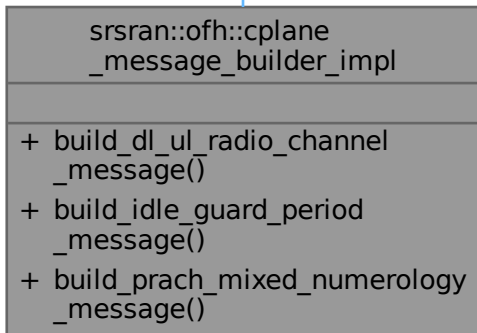 srsran::ofh::cplane
_message_builder_impl
+ build_dl_ul_radio_channel
_message()
+ build_idle_guard_period
_message()
+ build_prach_mixed_numerology
_message()